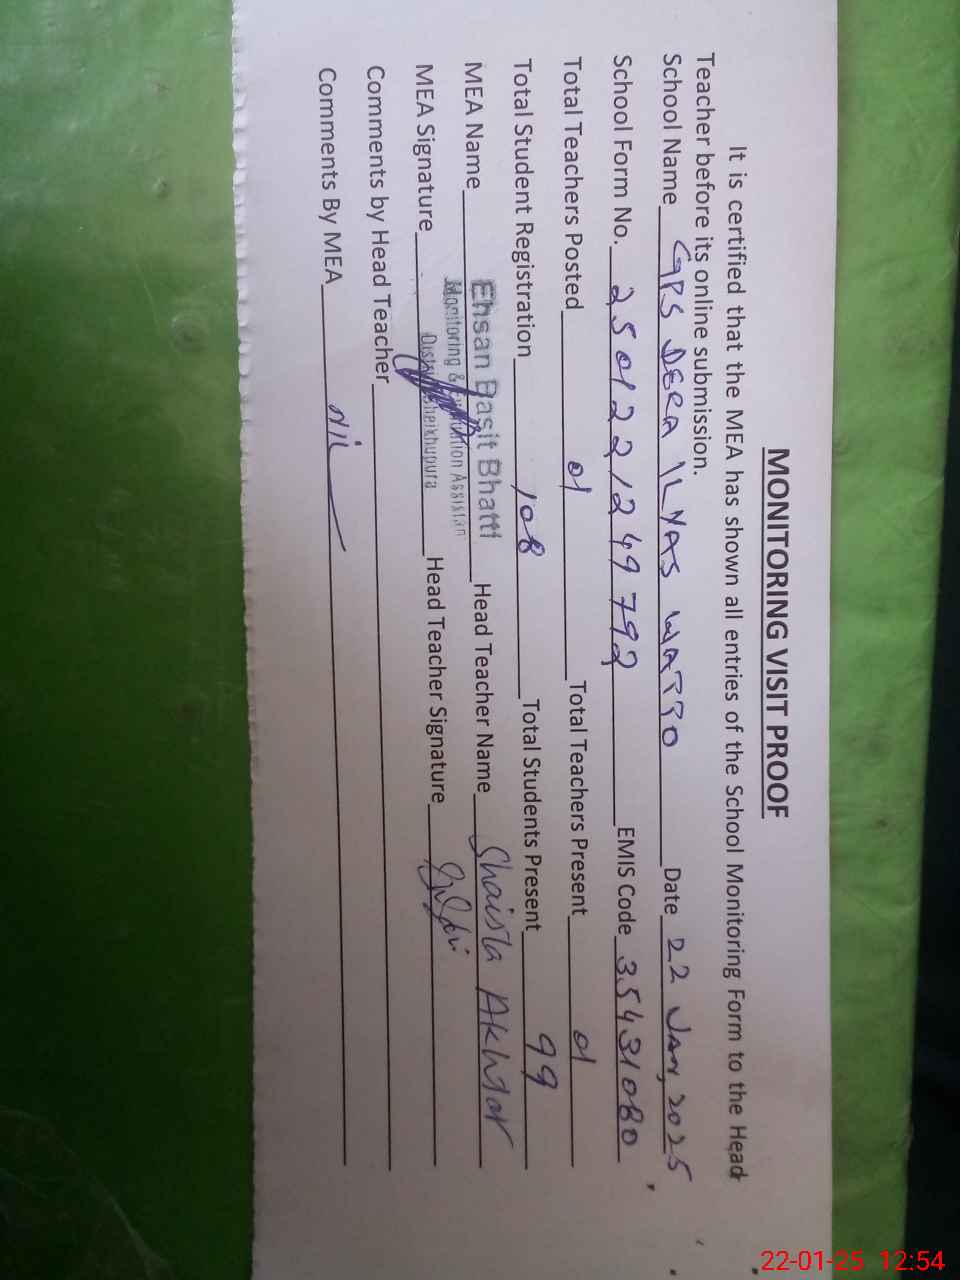 MONITORING VISIT PROOF
It is certified that the MEA has shown all entries of the School Monitoring Form to the Head
Teacher before its online submission.
School Name GPS DERA ILYAS WATTO Date 22 Jan, 2025
School Form No. 2501221249792 EMIS Code 35431080
Total Teachers Posted 01 Total Teachers Present 01
Total Student Registration 108 Total Students Present 99
MEA Name Ehsan Basit Bhatti Head Teacher Name Shaista Akhtar
Monitoring & Assistan
MEA Signature Sheikhupura Head Teacher Signature
Comments by Head Teacher
Comments By MEA Nil
22-01-25 12:54